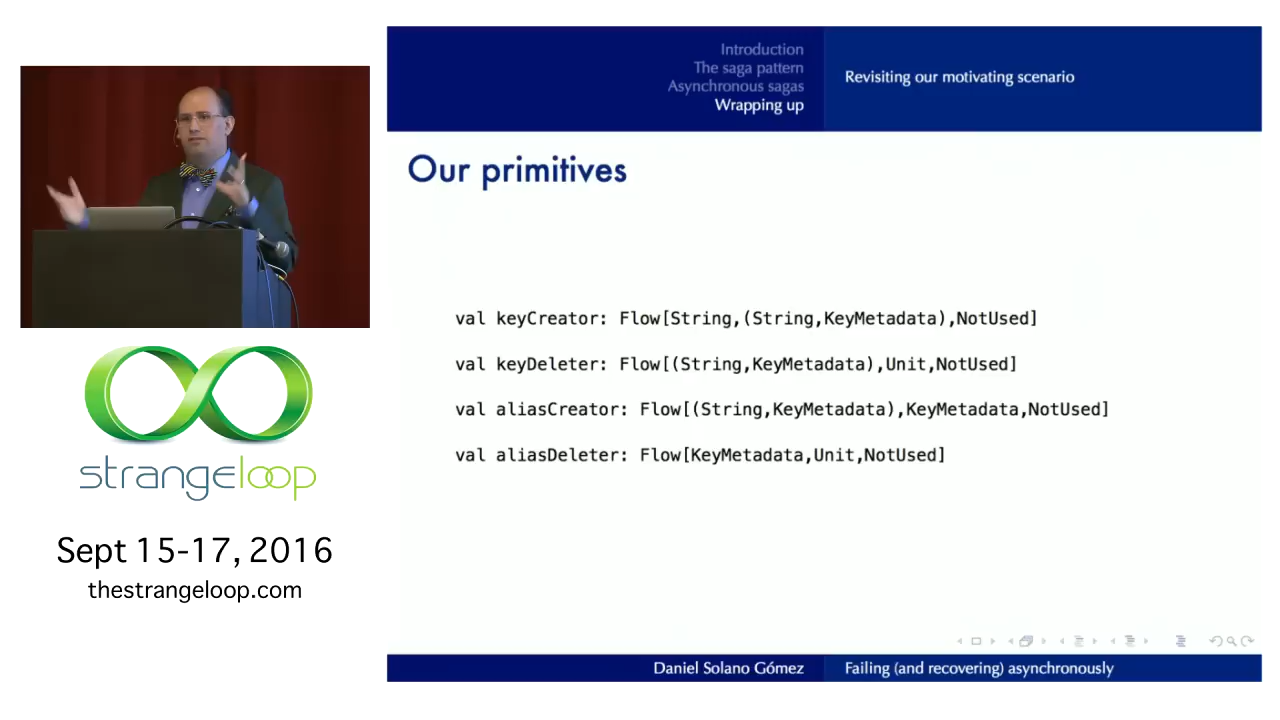 Introduction
The saga pattern
Asynchronous sagas
Wrapping up
Revisiting our motivating scenario
Our primitives
val keyCreator: Flow[String,(String,KeyMetadata),NotUsed]
val keyDeleter: Flow[(String,KeyMetadata),Unit,NotUsed]
val aliasCreator: Flow[(String,KeyMetadata),KeyMetadata,NotUsed]
val aliasDeleter: Flow[KeyMetadata,Unit,NotUsed]
strangeloop
Sept 15-17, 2016
thestrangeloop.com
Daniel Solano Gómez
Failing (and recovering) asynchronously